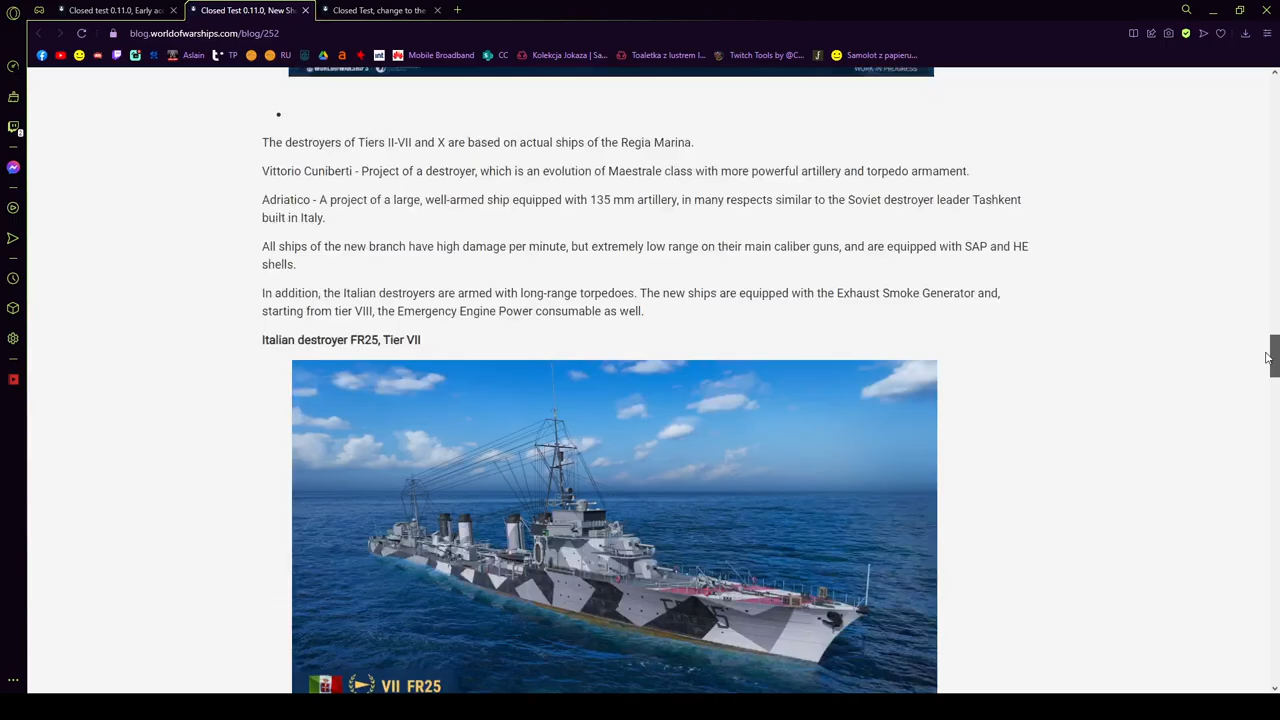 Closed test 0.11.0, Early acc
Closed Test 0.11.0, New Sh
Closed Test, change to the
blog.worldofwarships.com/blog/252
Aslain
TP
RU
int
Mobile Broadband
CC
Kolekcja Jokaza | Sa...
Toaletka z lustrem l...
Twitch Tools by @C...
Samolot z papieru...
The destroyers of Tiers II-VII and X are based on actual ships of the Regia Marina.
Vittorio Cuniberti - Project of a destroyer, which is an evolution of Maestrale class with more powerful artillery and torpedo armament.
Adriatico - A project of a large, well-armed ship equipped with 135 mm artillery, in many respects similar to the Soviet destroyer leader Tashkent
built in Italy.
All ships of the new branch have high damage per minute, but extremely low range on their main caliber guns, and are equipped with SAP and HE
shells.
In addition, the Italian destroyers are armed with long-range torpedoes. The new ships are equipped with the Exhaust Smoke Generator and,
starting from tier VIII, the Emergency Engine Power consumable as well.
Italian destroyer FR25, Tier VII
VII FR25